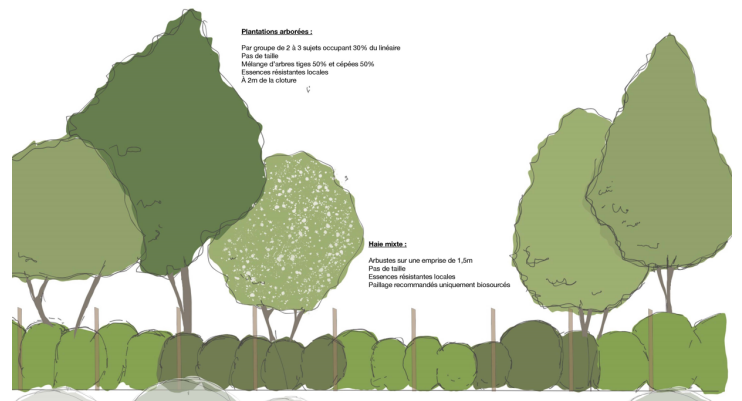 Plantations arborées :
Par groupe de 2 à 3 sujets occupant 30% du linéaire
Pas de taille
Mélange d'arbres tiges 50% et cépées 50%
Essences résistantes locales
À 2m de la cloture
Haie mixte :
Arbustes sur une emprise de 1,5m
Pas de taille
Essences résistantes locales
Paillage recommandés uniquement biosourcés